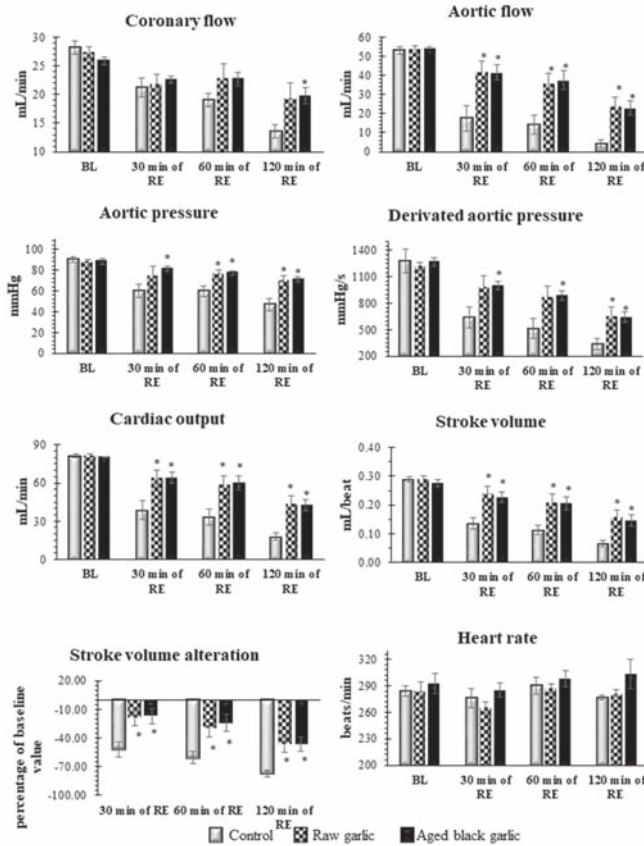 Coronary flow
mL/min
30
25
20
15
10
BL
30 min of
RE
60 min of
RE
120 min of
RE
*
Aortic flow
mL/min
60
50
40
30
20
10
0
BL
30 min of
RE
60 min of
RE
120 min of
RE
* *
* *
* *
Aortic pressure
mmHg
100
80
60
40
20
0
BL
30 min of
RE
60 min of
RE
120 min of
RE
*
* *
* *
Derivated aortic pressure
mmHg/s
1400
1100
800
500
200
BL
30 min of
RE
60 min of
RE
120 min of
RE
*
*
* *
Cardiac output
mL/min
90
60
30
0
BL
30 min of
RE
60 min of
RE
120 min of
RE
* *
* *
* *
Stroke volume
mL/beat
0.40
0.30
0.20
0.10
0.00
BL
30 min of
RE
60 min of
RE
120 min of
RE
* *
* *
* *
Stroke volume alteration
percentage of baseline
value
20.00
-10.00
-40.00
-70.00
-100.00
30 min of RE
60 min of RE
120 min of
RE
* *
* *
* *
Heart rate
beats/min
320
290
260
230
200
BL
30 min of
RE
60 min of
RE
120 min of
RE
Control
Raw garlic
Aged black garlic